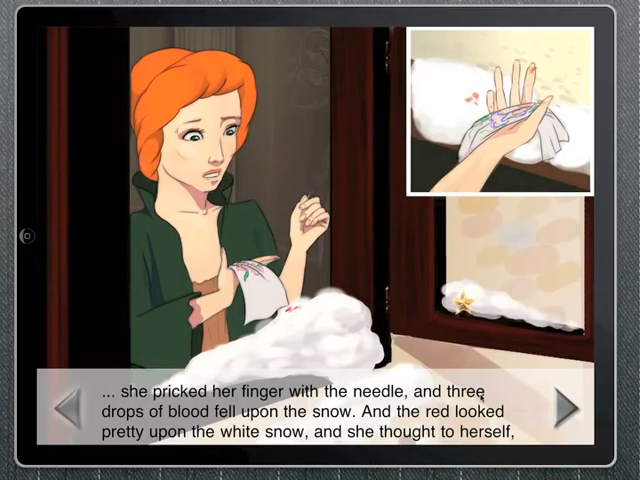 ... she pricked her finger with the needle, and three
drops of blood fell upon the snow. And the red looked
pretty upon the white snow, and she thought to herself,